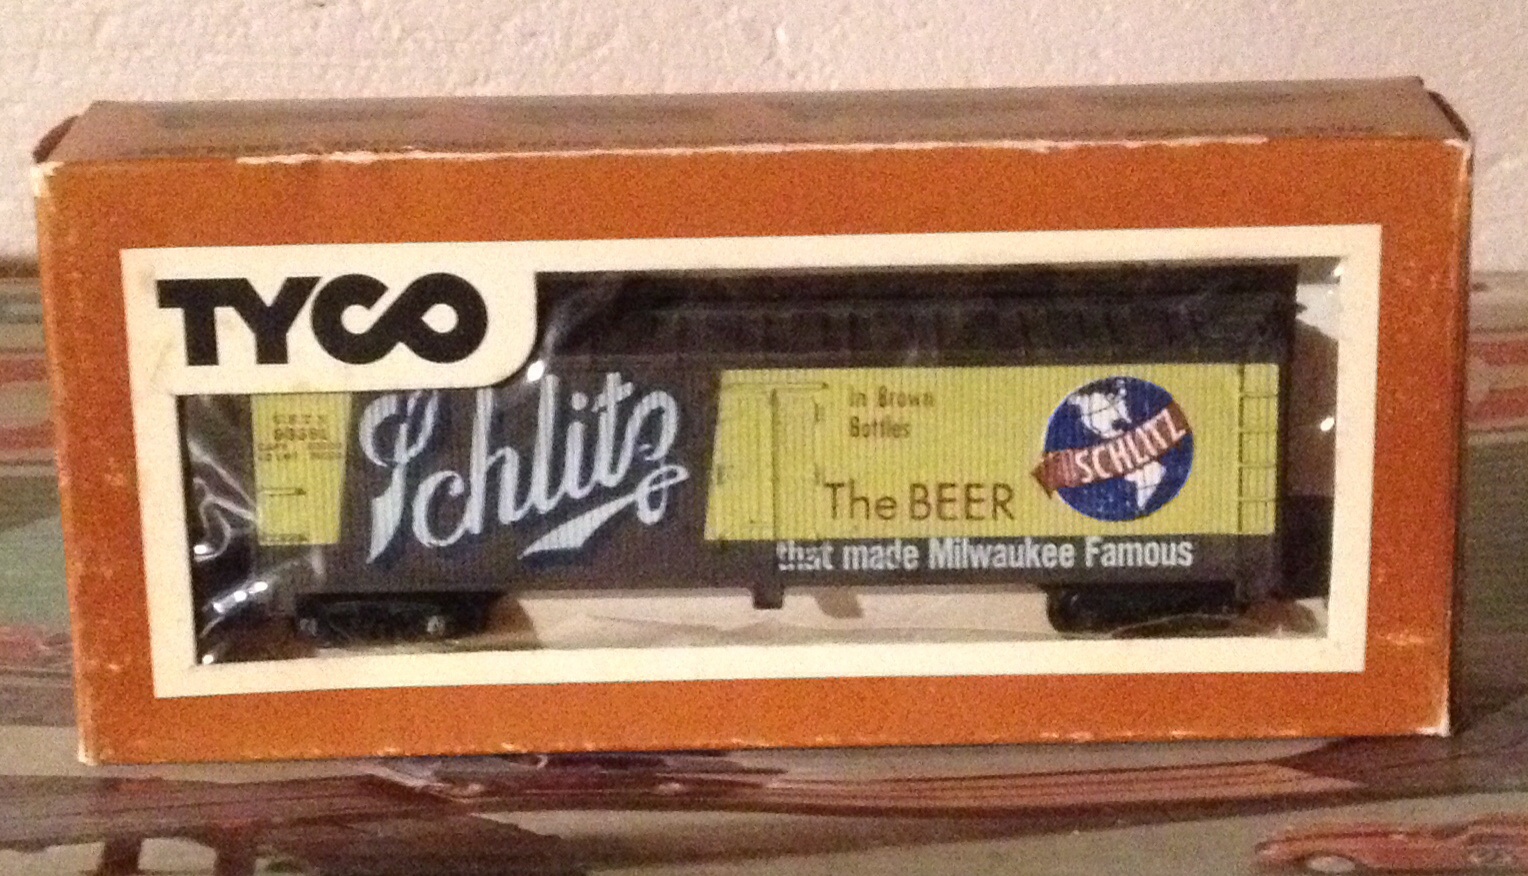 TYCO
Schlitz
In Brown
Bottles
The BEER
SCHLITZ
that made Milwaukee Famous